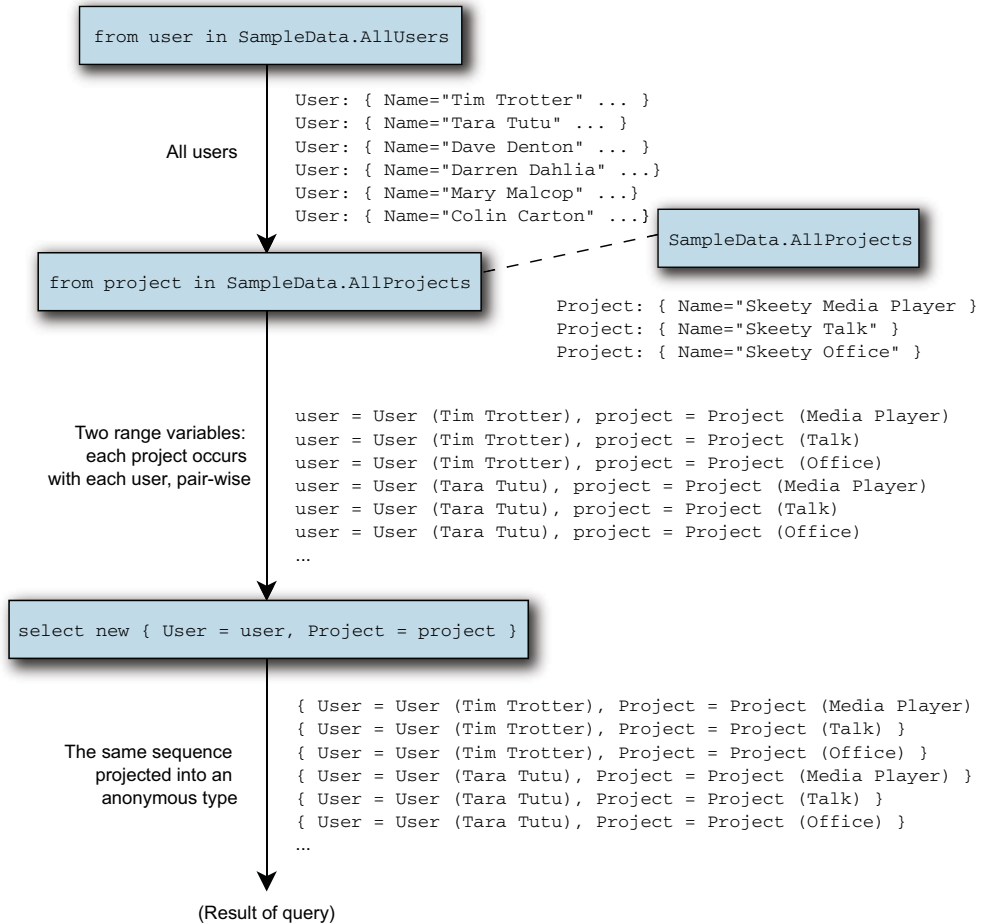 from user in SampleData.AllUsers
User: { Name="Tim Trotter" ... }
User: { Name="Tara Tutu" ... }
User: { Name="Dave Denton" ... }
User: { Name="Darren Dahlia" ...}
User: { Name="Mary Malcop" ...}
User: { Name="Colin Carton" ...}
All users
SampleData.AllProjects
from project in SampleData.AllProjects
Project: { Name="Skeety Media Player }
Project: { Name="Skeety Talk" }
Project: { Name="Skeety Office" }
Two range variables:
each project occurs
with each user, pair-wise
user = User (Tim Trotter), project = Project (Media Player)
user = User (Tim Trotter), project = Project (Talk)
user = User (Tim Trotter), project = Project (Office)
user = User (Tara Tutu), project = Project (Media Player)
user = User (Tara Tutu), project = Project (Talk)
user = User (Tara Tutu), project = Project (Office)
...
select new { User = user, Project = project }
The same sequence
projected into an
anonymous type
{ User = User (Tim Trotter), Project = Project (Media Player)
{ User = User (Tim Trotter), Project = Project (Talk) }
{ User = User (Tim Trotter), Project = Project (Office) }
{ User = User (Tara Tutu), Project = Project (Media Player) }
{ User = User (Tara Tutu), Project = Project (Talk) }
{ User = User (Tara Tutu), Project = Project (Office) }
...
(Result of query)